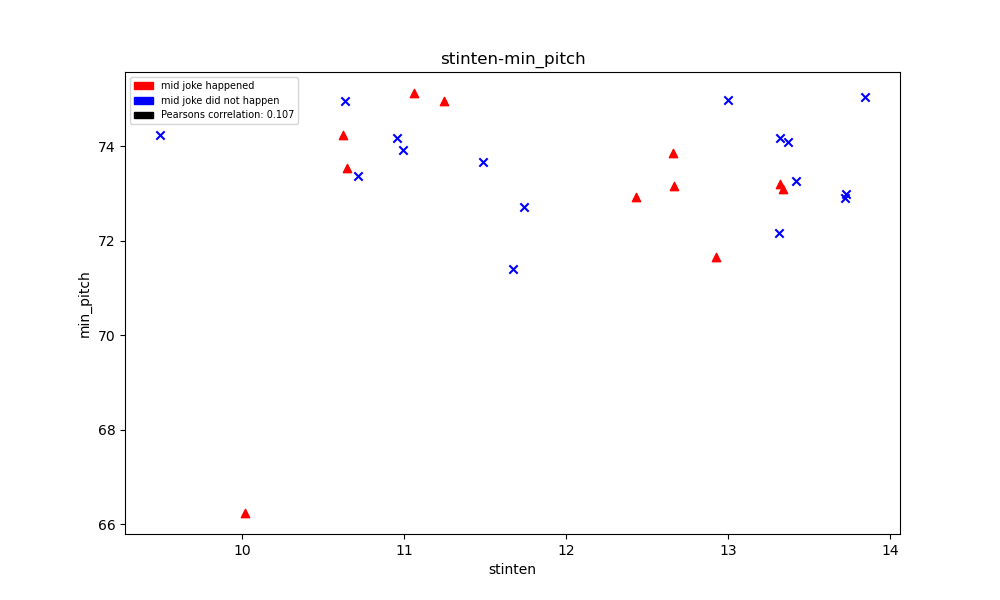 stinten-min_pitch
mid joke happened
mid joke did not happen
Pearsons correlation: 0.107
74
72
70
68
66
min_pitch
10 11 12 13 14
stinten